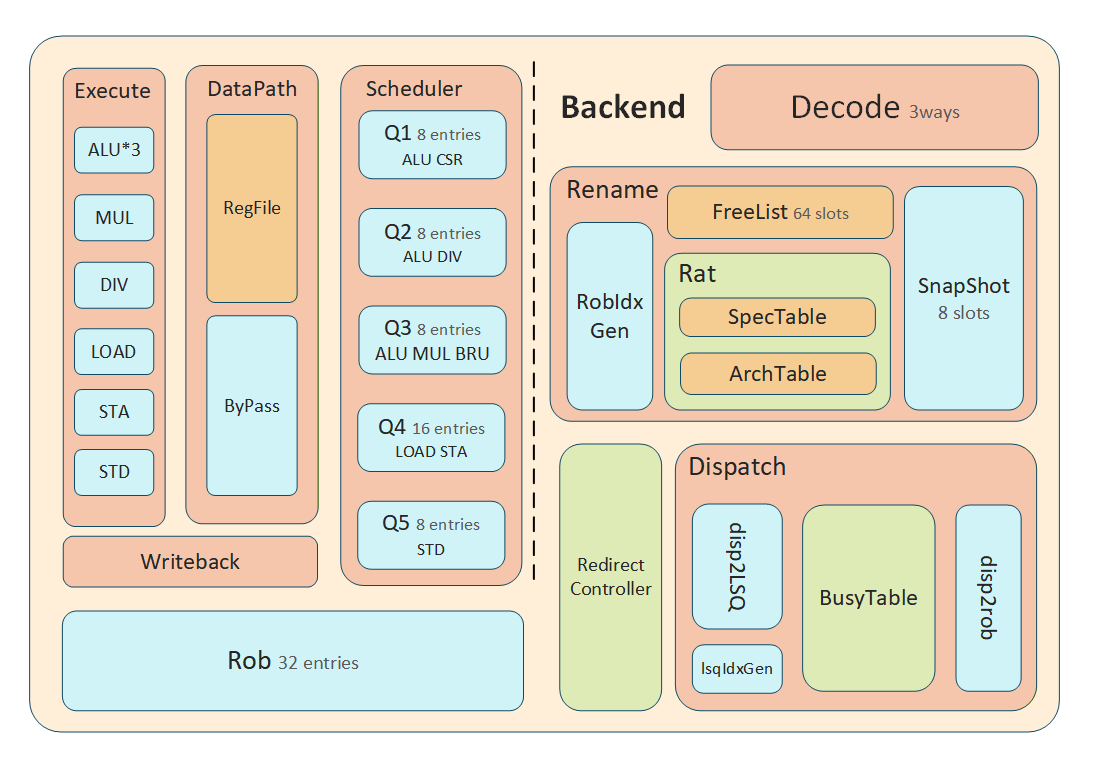 Execute
ALU*3
MUL
DIV
LOAD
STA
STD
DataPath
RegFile
ByPass
Writeback
Scheduler
Q1 8 entries
ALU CSR
Q2 8 entries
ALU DIV
Q3 8 entries
ALU MUL BRU
Q4 16 entries
LOAD STA
Q5 8 entries
STD
Rob 32 entries
Backend
Decode 3ways
Rename
RobIdx
Gen
FreeList 64 slots
Rat
SpecTable
ArchTable
SnapShot
8 slots
Redirect
Controller
Dispatch
disp2LSQ
lsqIdxGen
BusyTable
disp2rob